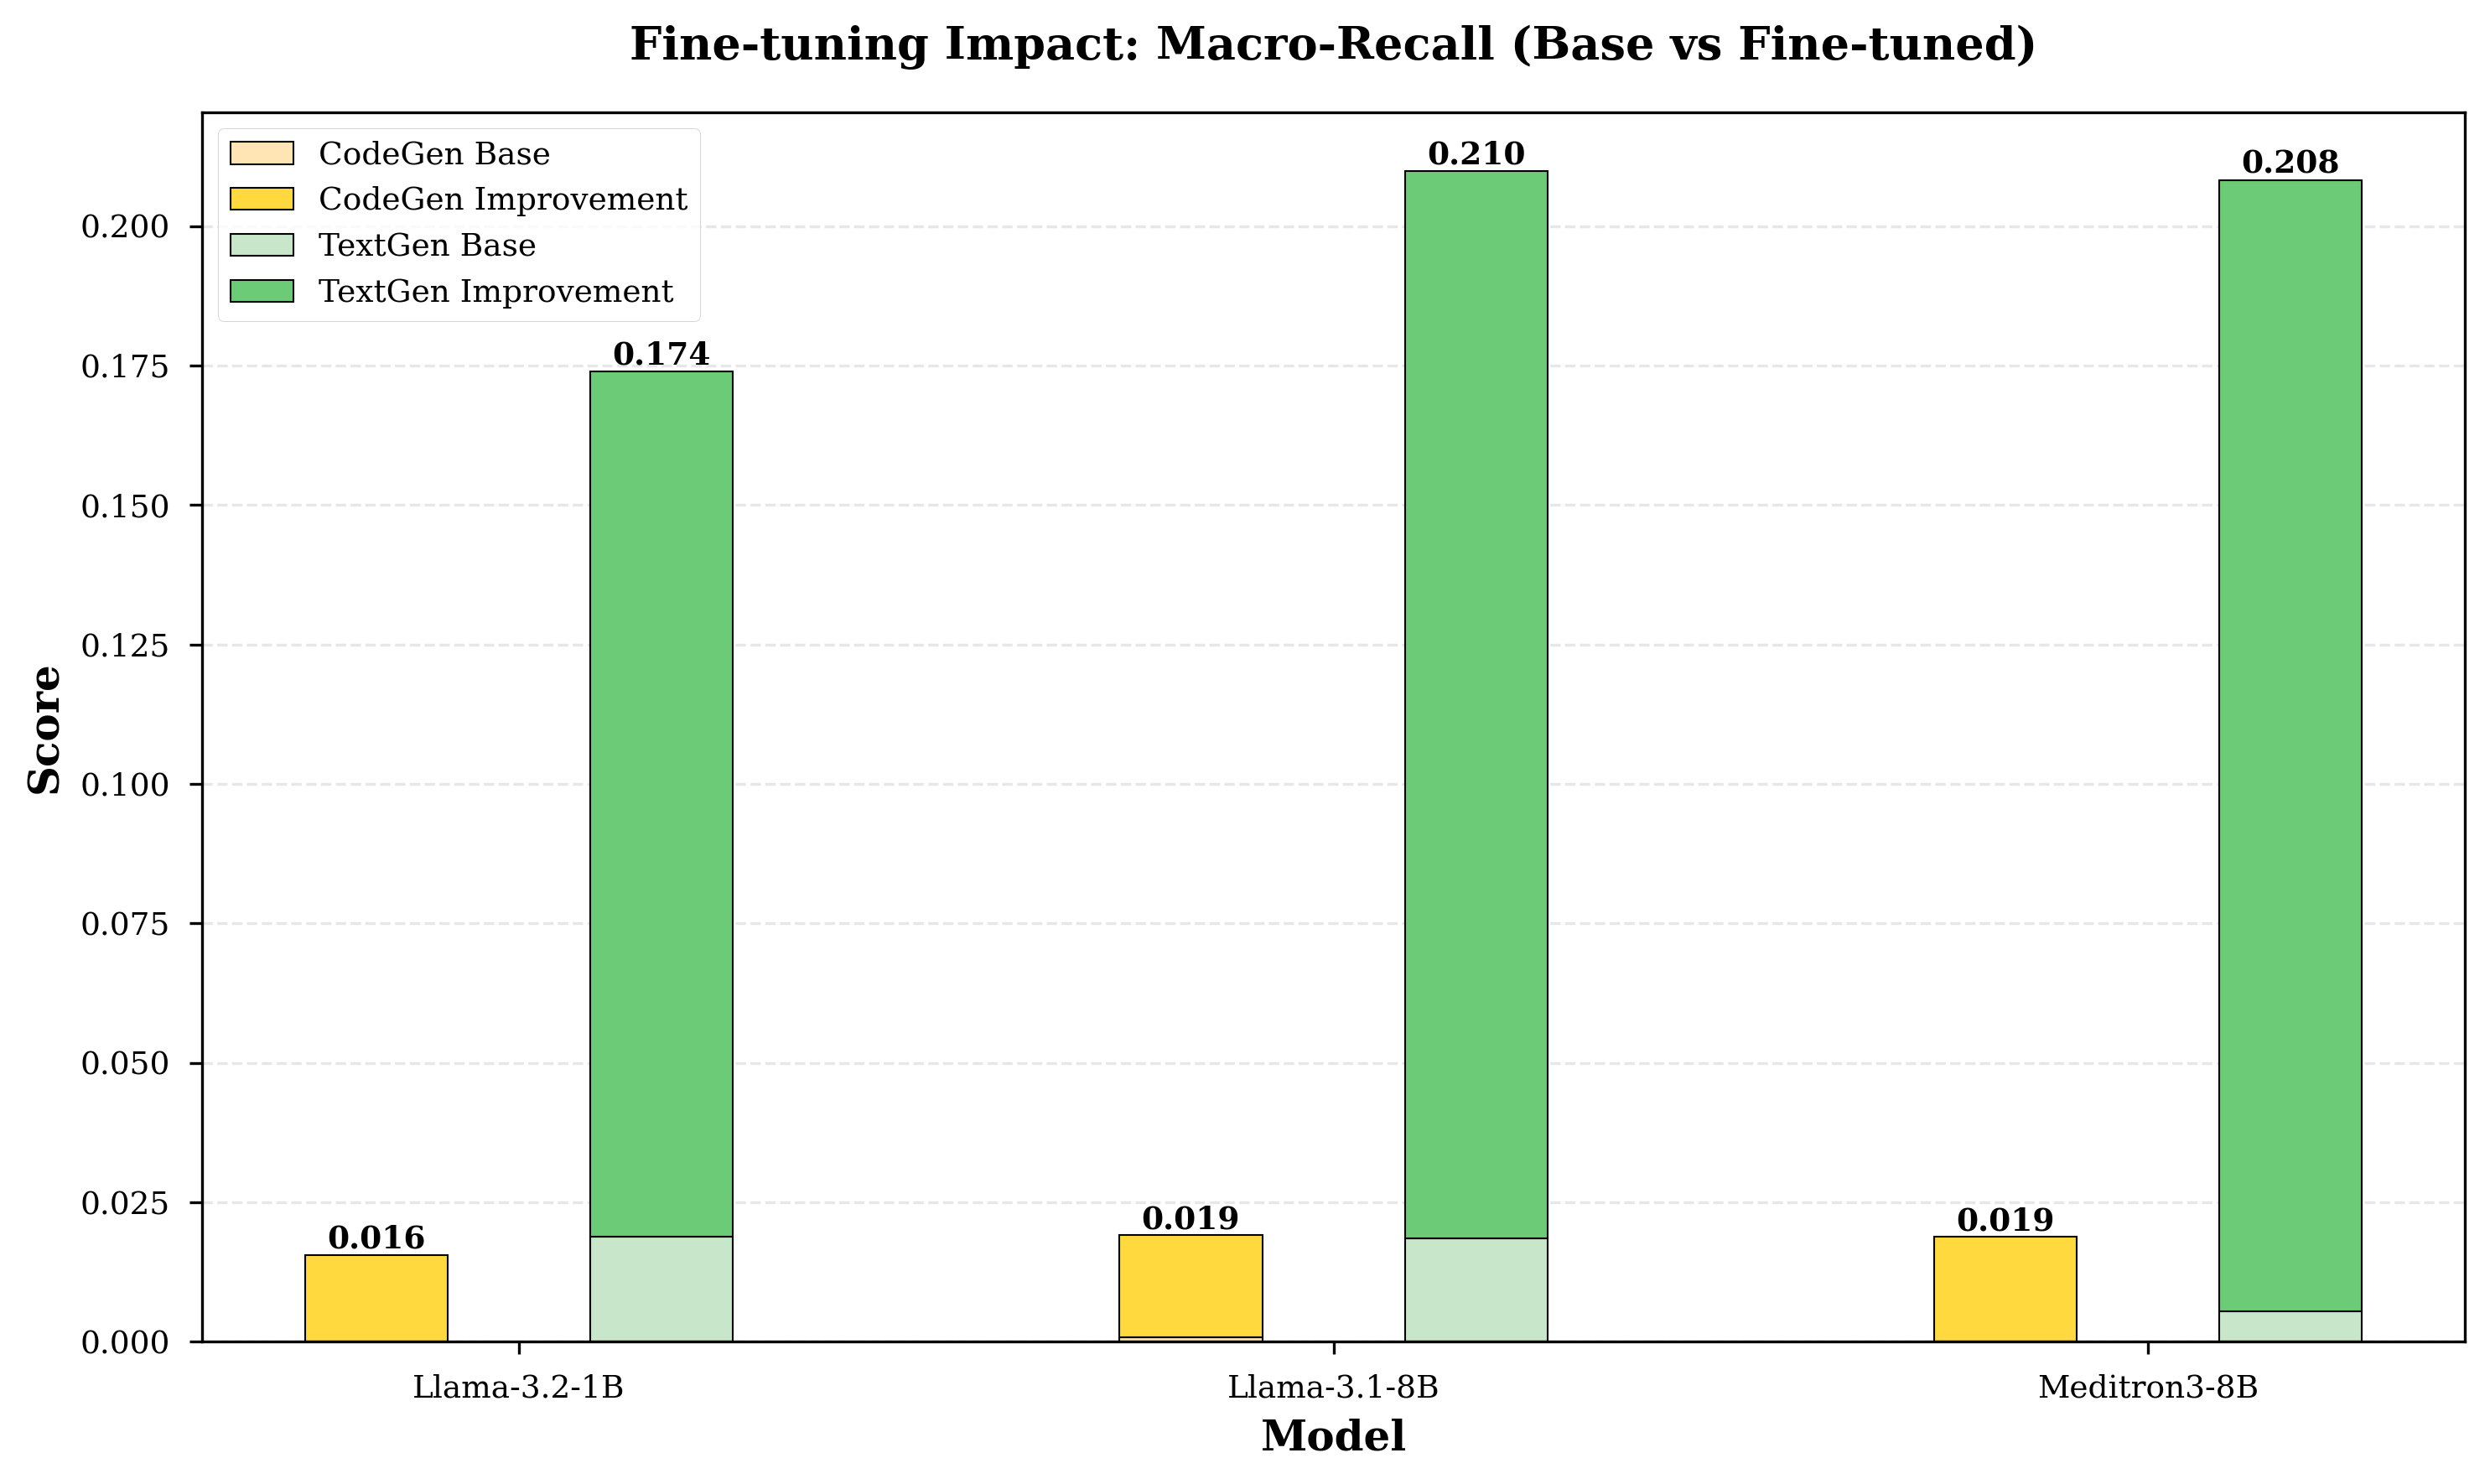 Fine-tuning Impact: Macro-Recall (Base vs Fine-tuned)
CodeGen Base
CodeGen Improvement
TextGen Base
TextGen Improvement
0.174
0.210
0.208
0.016
0.019
0.019
0.200
0.175
0.150
0.125
0.100
0.075
0.050
0.025
0.000
Score
Llama-3.2-1B
Llama-3.1-8B
Meditron3-8B
Model